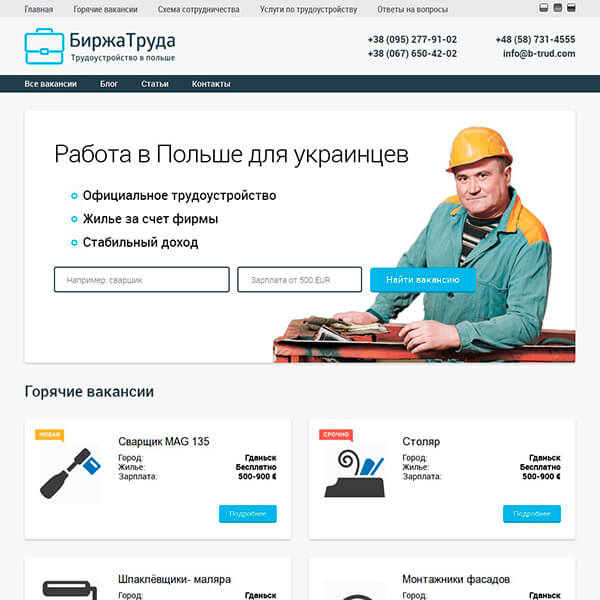 Главная Горячие вакансии Схема сотрудничества Услуги по трудоустройству Ответы на вопросы
БиржаТруда
Трудоустройство в польше
+38 (095) 277-91-02 +48 (58) 731-4555
+38 (067) 650-42-02 info@b-trud.com
Все вакансии Блог Статьи Контакты
Работа в Польше для украинцев
Официальное трудоустройство
Жилье за счет фирмы
Стабильный доход
Например: сварщик Зарплата от 500 EUR Найти вакансию
Горячие вакансии
НОВАЯ
Сварщик MAG 135
Город: Гданьск
Жилье: Бесплатно
Зарплата: 500-900 €
Подробнее
СРОЧНО
Столяр
Город: Гданьск
Жилье: Бесплатно
Зарплата: 500-900 €
Подробнее
Шпаклёвщики- маляра
Город: Гданьск
Монтажники фасадов
Город: Гданьск